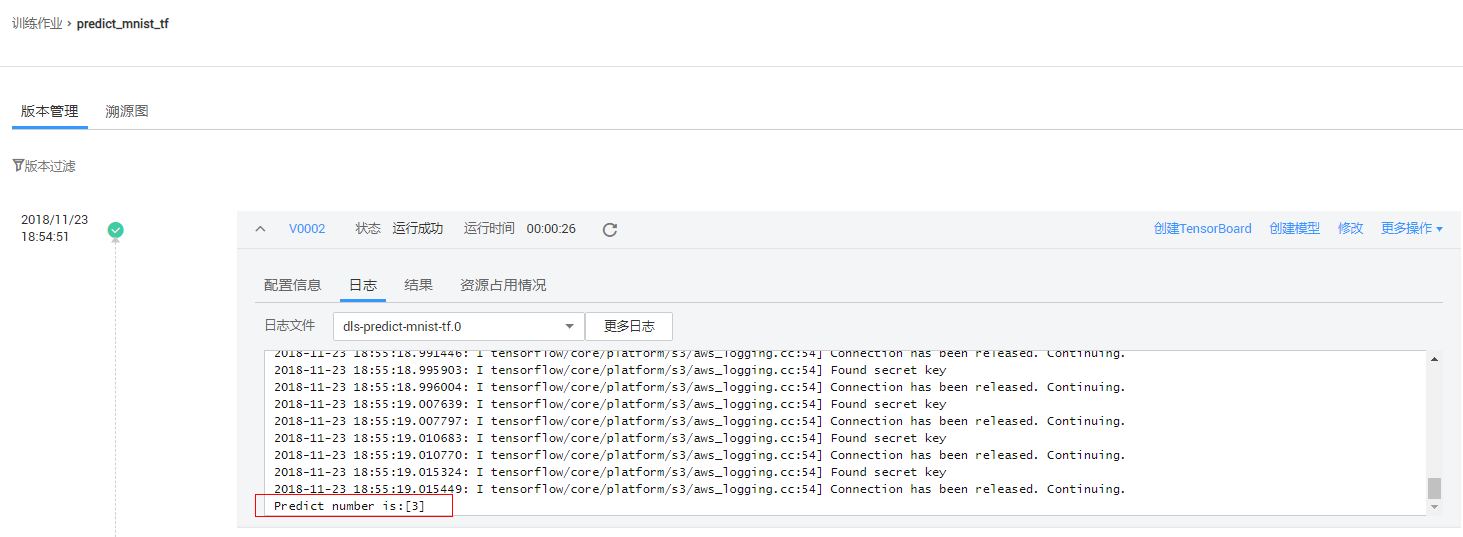 训练作业 > predict_mnist_tf
版本管理 溯源图
版本过滤
2018/11/23
18:54:51
V0002 状态 运行成功 运行时间 00:00:26 创建TensorBoard 创建模型 修改 更多操作
配置信息 日志 结果 资源占用情况
日志文件 dls-predict-mnist-tf.0 更多日志
2018-11-23 18:55:18.991446: I tensorflow/core/platform/s3/aws_logging.cc:54] Connection has been released. Continuing.
2018-11-23 18:55:18.995903: I tensorflow/core/platform/s3/aws_logging.cc:54] Found secret key
2018-11-23 18:55:18.996004: I tensorflow/core/platform/s3/aws_logging.cc:54] Connection has been released. Continuing.
2018-11-23 18:55:19.007639: I tensorflow/core/platform/s3/aws_logging.cc:54] Found secret key
2018-11-23 18:55:19.007797: I tensorflow/core/platform/s3/aws_logging.cc:54] Connection has been released. Continuing.
2018-11-23 18:55:19.010683: I tensorflow/core/platform/s3/aws_logging.cc:54] Found secret key
2018-11-23 18:55:19.010770: I tensorflow/core/platform/s3/aws_logging.cc:54] Connection has been released. Continuing.
2018-11-23 18:55:19.015324: I tensorflow/core/platform/s3/aws_logging.cc:54] Found secret key
2018-11-23 18:55:19.015449: I tensorflow/core/platform/s3/aws_logging.cc:54] Connection has been released. Continuing.
Predict number is:[3]